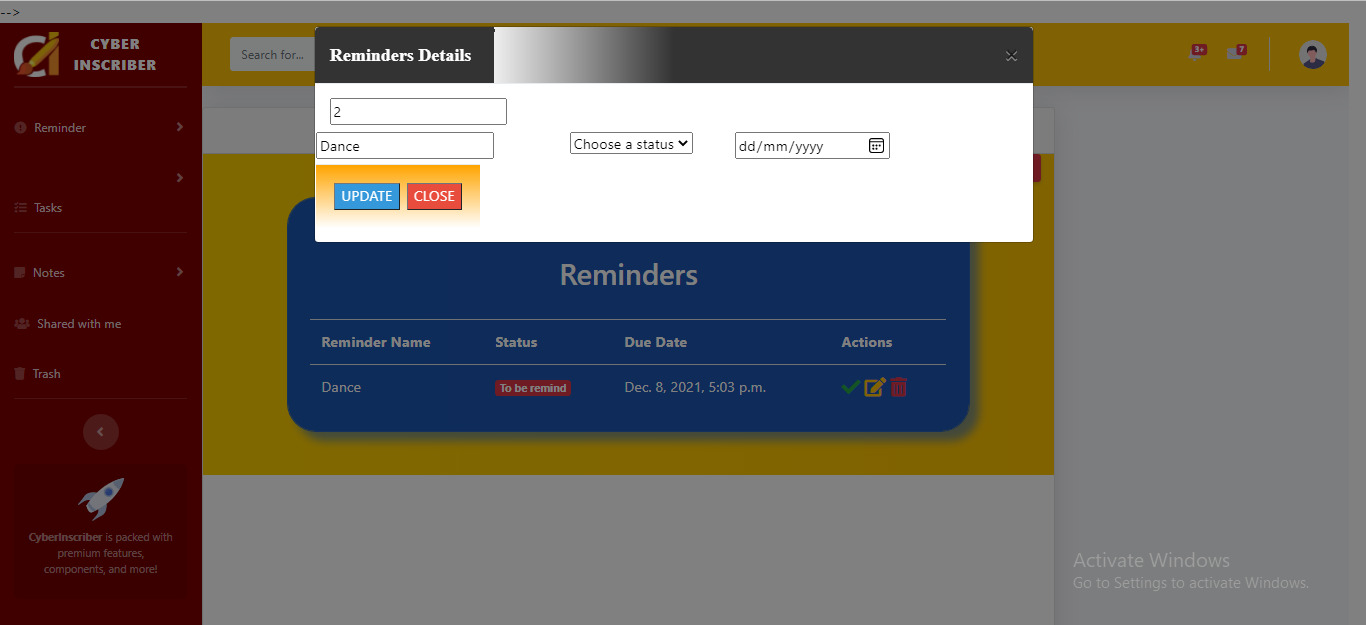 -->
CYBER
INSCRIBER
Search for...
Reminders Details
×
3+
7
2
Dance
Choose a status
dd/mm/yyyy
UPDATE
CLOSE
Reminder
Tasks
Notes
Shared with me
Trash
CyberInscriber is packed with
premium features,
components, and more!
Reminders
Reminder Name Status Due Date Actions
Dance To be remind Dec. 8, 2021, 5:03 p.m.
Activate Windows
Go to Settings to activate Windows.